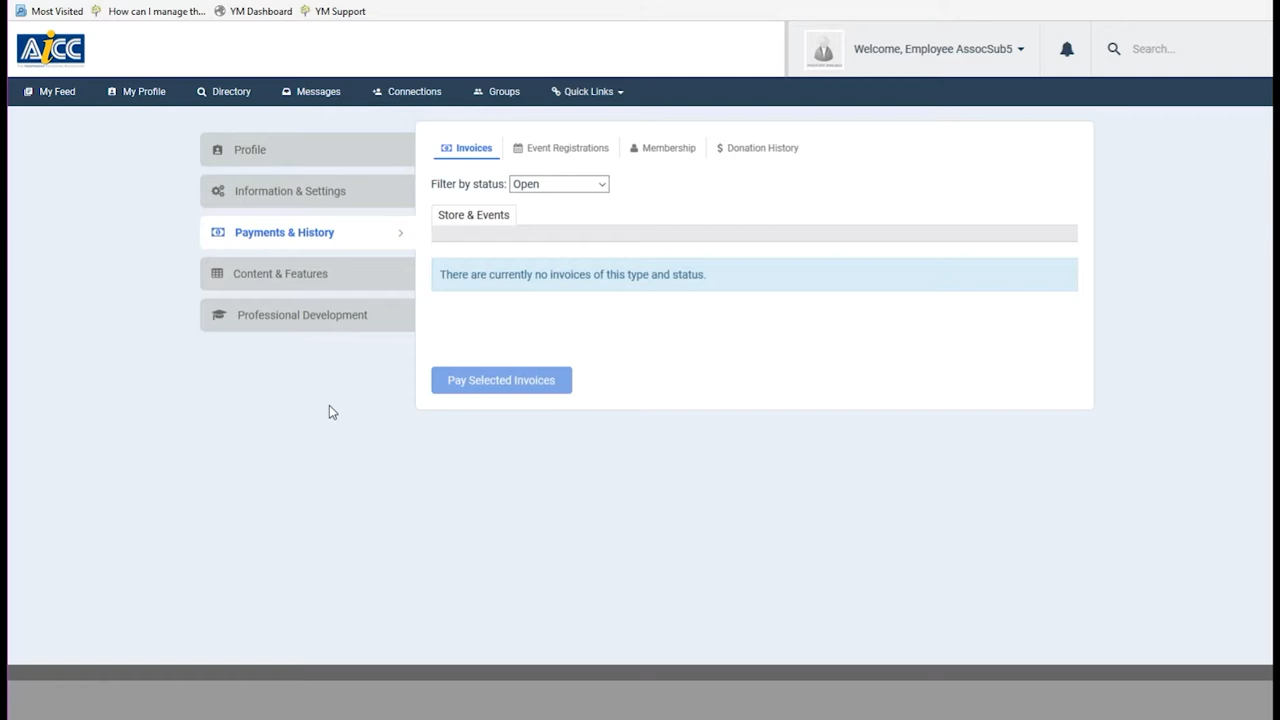 Most Visited How can I manage th... YM Dashboard YM Support
AICC
Welcome, Employee AssocSub5 Search...
My Feed My Profile Directory Messages Connections Groups Quick Links
Profile
Information & Settings
Payments & History
Content & Features
Professional Development
Invoices Event Registrations Membership $ Donation History
Filter by status: Open
Store & Events
There are currently no invoices of this type and status.
Pay Selected Invoices